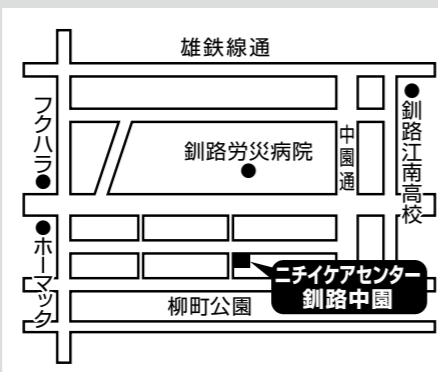 雄鉄線通
フクハラ
釧路江南高校
中園通
釧路労災病院
ホーマック
ニチイケアセンター
釧路中園
柳町公園